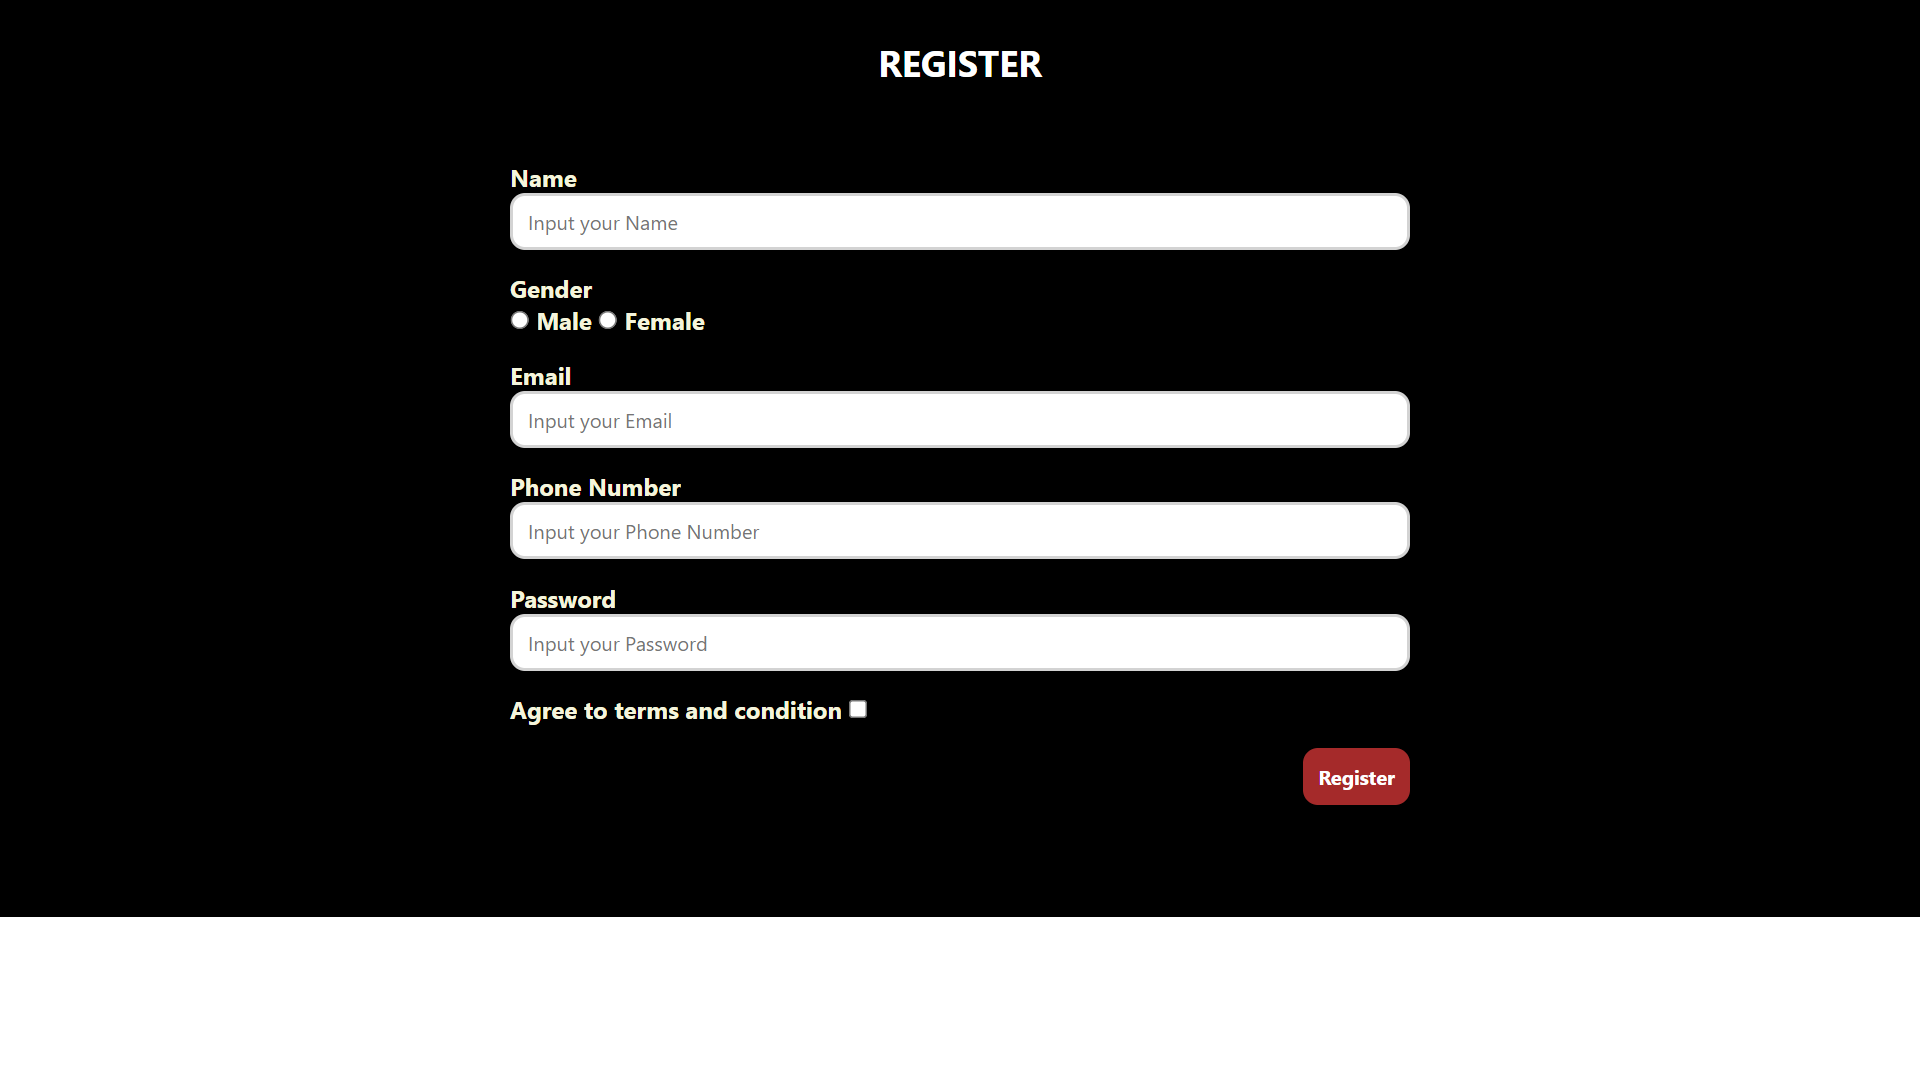 REGISTER
Name
Input your Name
Gender
Male Female
Email
Input your Email
Phone Number
Input your Phone Number
Password
Input your Password
Agree to terms and condition
Register